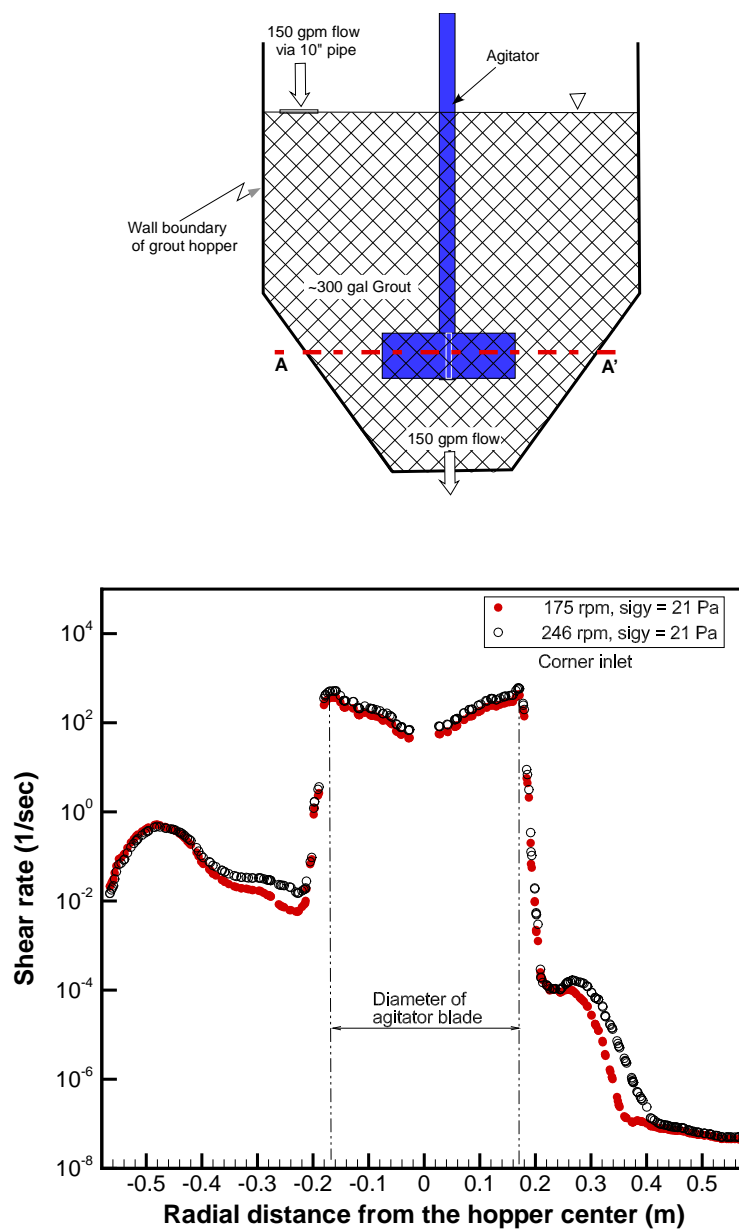 150 gpm flow
via 10" pipe
Agitator
Wall boundary
of grout hopper
~300 gal Grout
A
A'
150 gpm flow
175 rpm, sigy = 21 Pa
246 rpm, sigy = 21 Pa
Corner inlet
Shear rate (1/sec)
10⁴
10²
10⁰
10⁻²
10⁻⁴
10⁻⁶
10⁻⁸
Diameter of
agitator blade
-0.5 -0.4 -0.3 -0.2 -0.1 0 0.1 0.2 0.3 0.4 0.5
Radial distance from the hopper center (m)